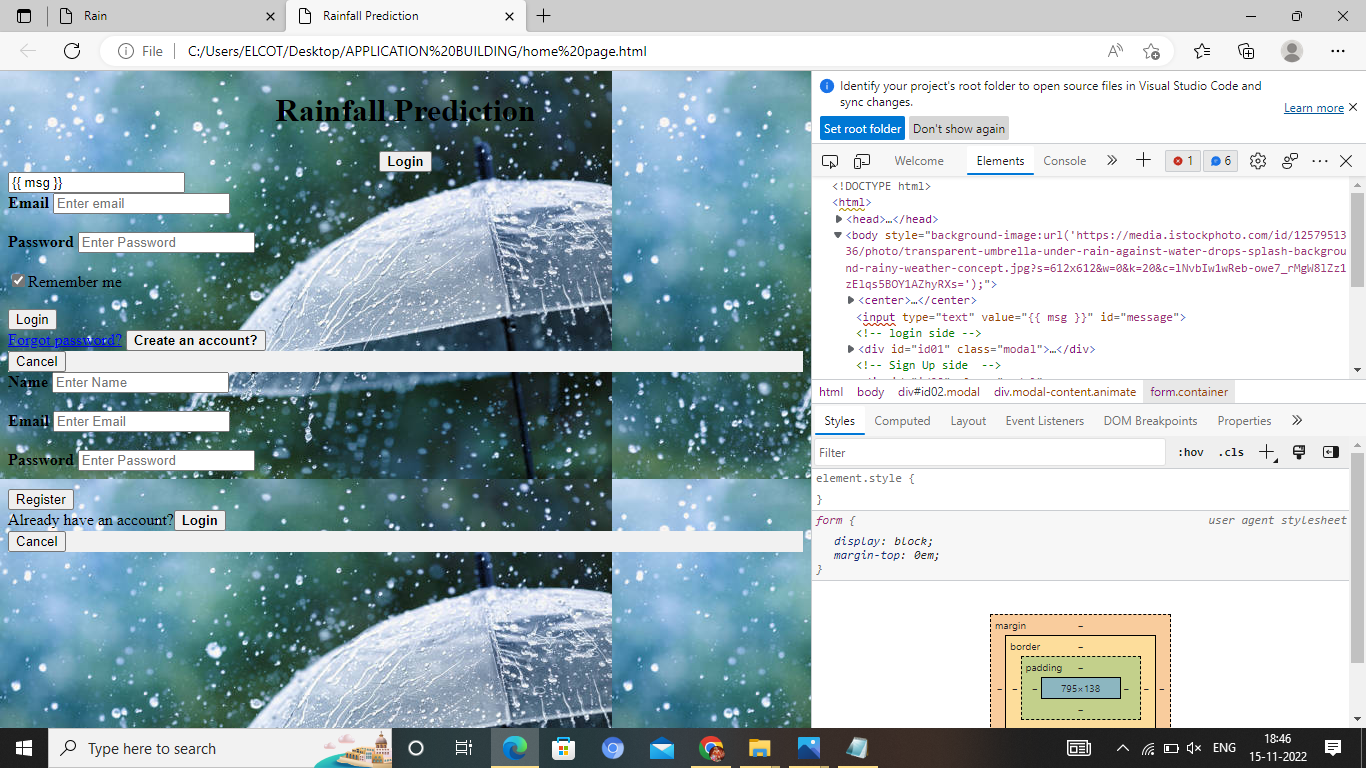 Rain
Rainfall Prediction
File
C:/Users/ELCOT/Desktop/APPLICATION%20BUILDING/home%20page.html
Rainfall Prediction
Login
{{ msg }}
Email Enter email
Password Enter Password
Remember me
Login
Forgot password? Create an account?
Cancel
Name Enter Name
Email Enter Email
Password Enter Password
Register
Already have an account? Login
Cancel
Identify your project's root folder to open source files in Visual Studio Code and
sync changes.
Learn more
Set root folder Don't show again
Welcome Elements Console 1 6
<!DOCTYPE html>
<html>
<head>…</head>
<body style="background-image:url('https://media.istockphoto.com/id/12579513
36/photo/transparent-umbrella-under-rain-against-water-drops-splash-backgrou
nd-rainy-weather-concept.jpg?s=612x612&w=0&k=20&c=lNvbIw1wReb-owe7_rMgW8lZz1
zElqs5BOY1AZhyRXs=');">
<center>…</center>
<input type="text" value="{{ msg }}" id="message">
<!-- login side -->
<div id="id01" class="modal">…</div>
<!-- Sign Up side -->
html body div#id02.modal div.modal-content.animate form.container
Styles Computed Layout Event Listeners DOM Breakpoints Properties
Filter :hov .cls
element.style {
}
form { user agent stylesheet
display: block;
margin-top: 0em;
}
margin –
border –
padding –
– – – 795×138 – – –
–
Type here to search
ENG
18:46
15-11-2022